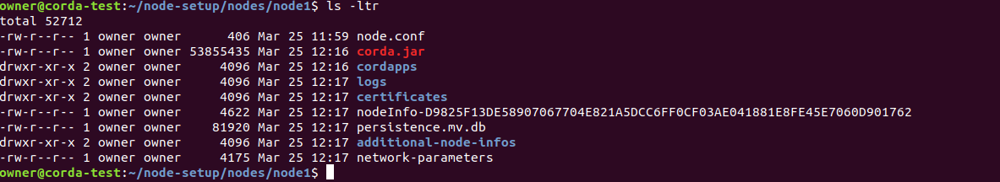 owner@corda-test:~/node-setup/nodes/node1$ ls -ltr
total 52712
-rw-r--r-- 1 owner owner      406 Mar 25 11:59 node.conf
-rw-r--r-- 1 owner owner 53855435 Mar 25 12:16 corda.jar
drwxr-xr-x 2 owner owner     4096 Mar 25 12:16 cordapps
drwxr-xr-x 2 owner owner     4096 Mar 25 12:17 logs
drwxr-xr-x 2 owner owner     4096 Mar 25 12:17 certificates
-rw-r--r-- 1 owner owner     4622 Mar 25 12:17 nodeInfo-D9825F13DE58907067704E821A5DCC6FF0CF03AE041881E8FE45E7060D901762
-rw-r--r-- 1 owner owner    81920 Mar 25 12:17 persistence.mv.db
drwxr-xr-x 2 owner owner     4096 Mar 25 12:17 additional-node-infos
-rw-r--r-- 1 owner owner     4175 Mar 25 12:17 network-parameters
owner@corda-test:~/node-setup/nodes/node1$